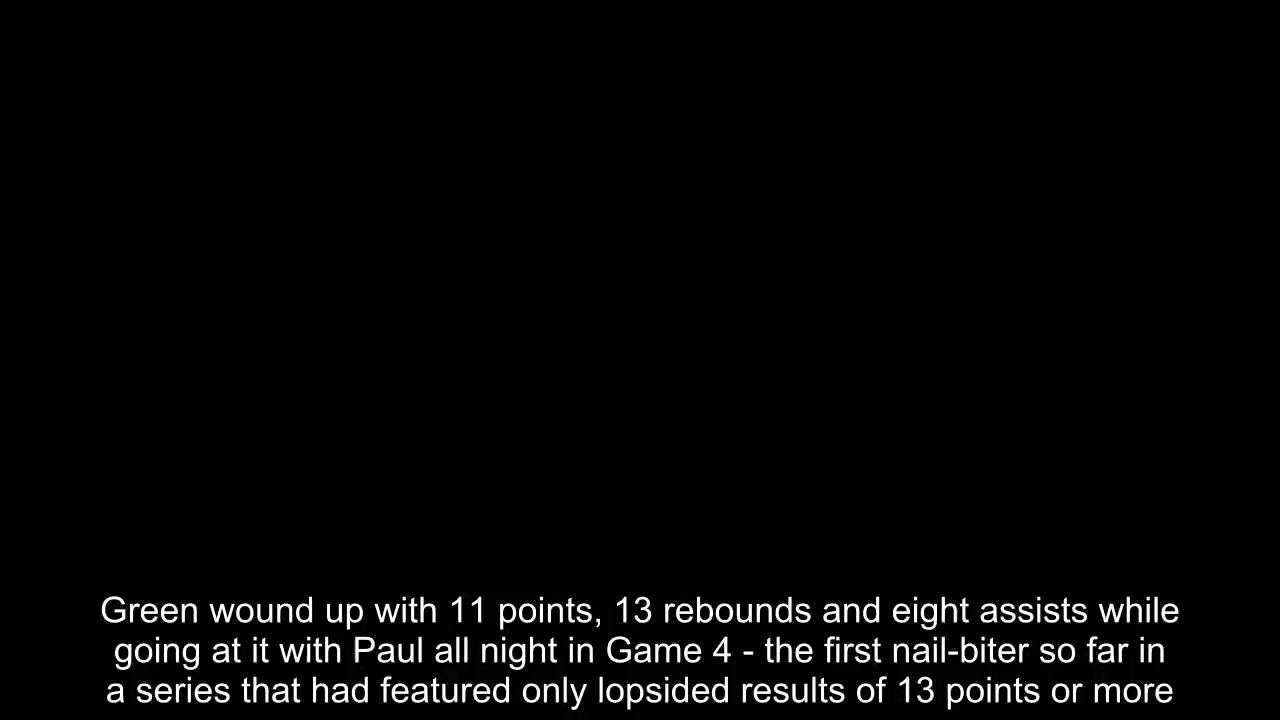 Green wound up with 11 points, 13 rebounds and eight assists while
going at it with Paul all night in Game 4 - the first nail-biter so far in
a series that had featured only lopsided results of 13 points or more